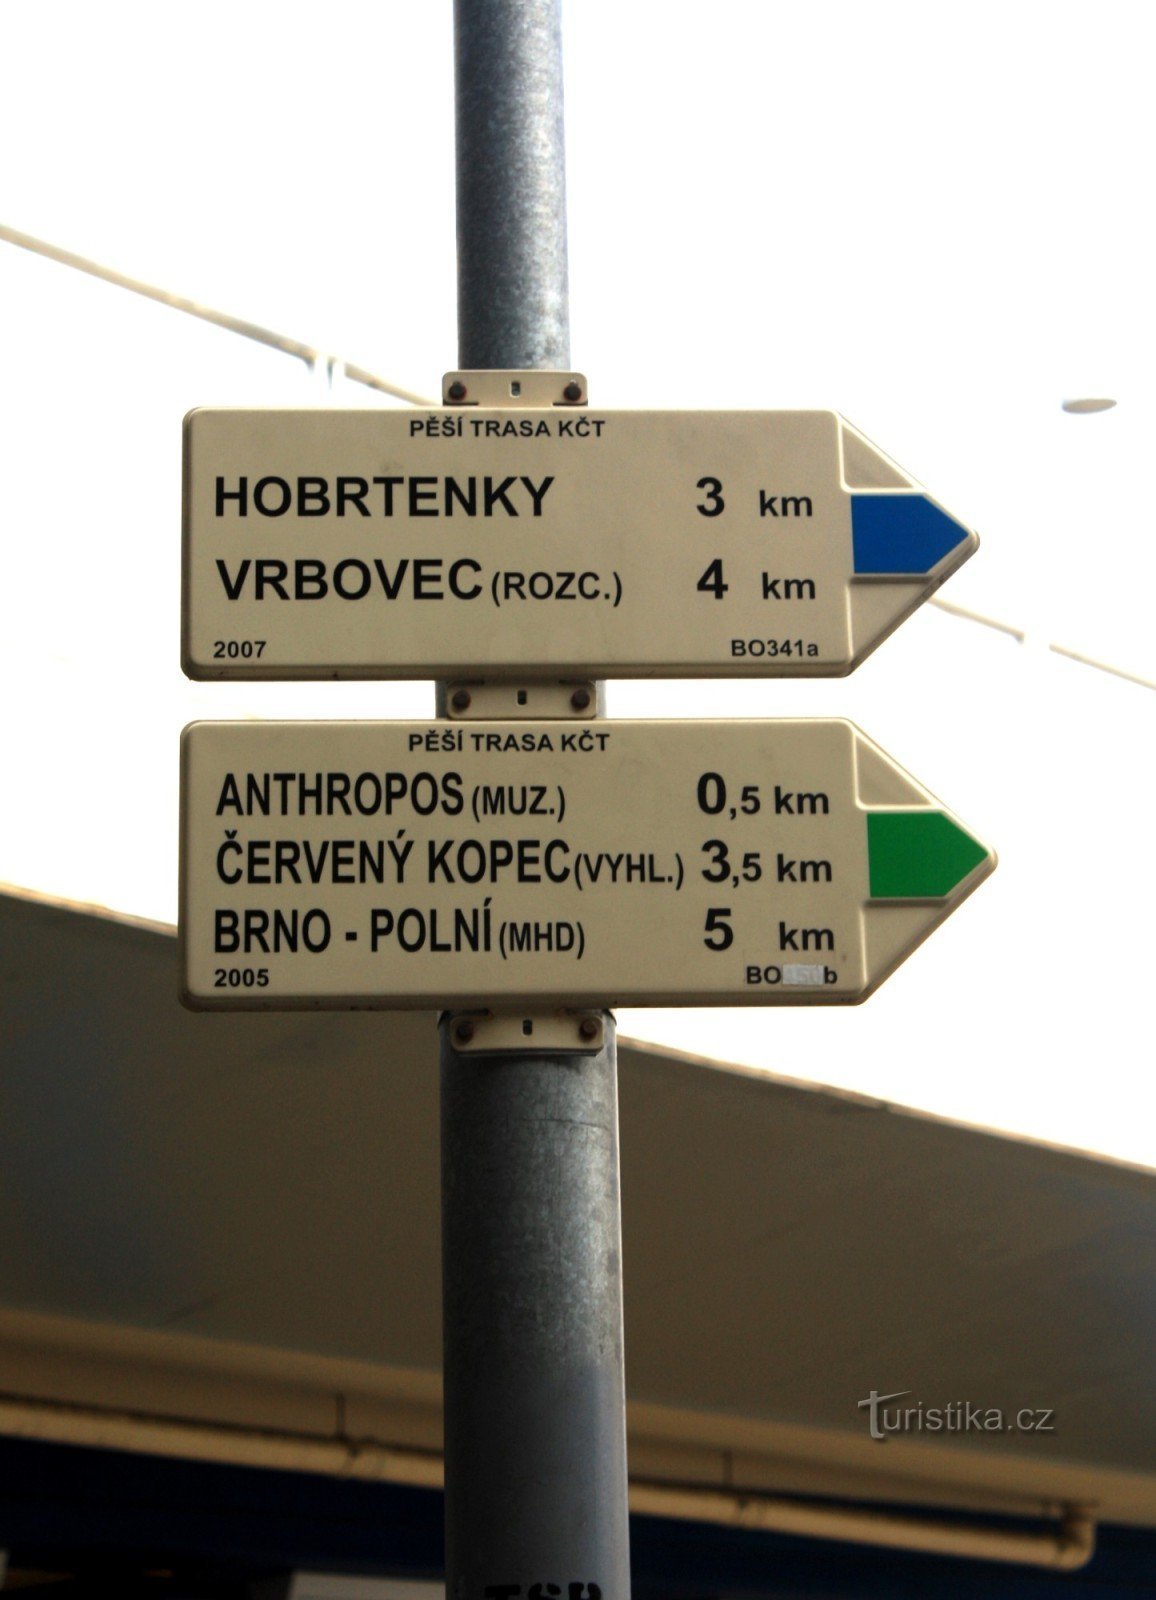 PĚŠÍ TRASA KČT
HOBRTENKY 3 km
VRBOVEC (ROZC.) 4 km
2007 BO341a
PĚŠÍ TRASA KČT
ANTHROPOS (MUZ.) 0,5 km
ČERVENÝ KOPEC (VYHL.) 3,5 km
BRNO - POLNÍ (MHD) 5 km
2005
Turistika.cz